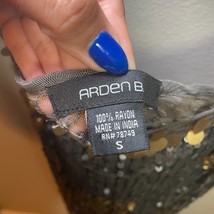 ARDEN B.
100% RAYON
MADE IN INDIA
RN# 78749
S